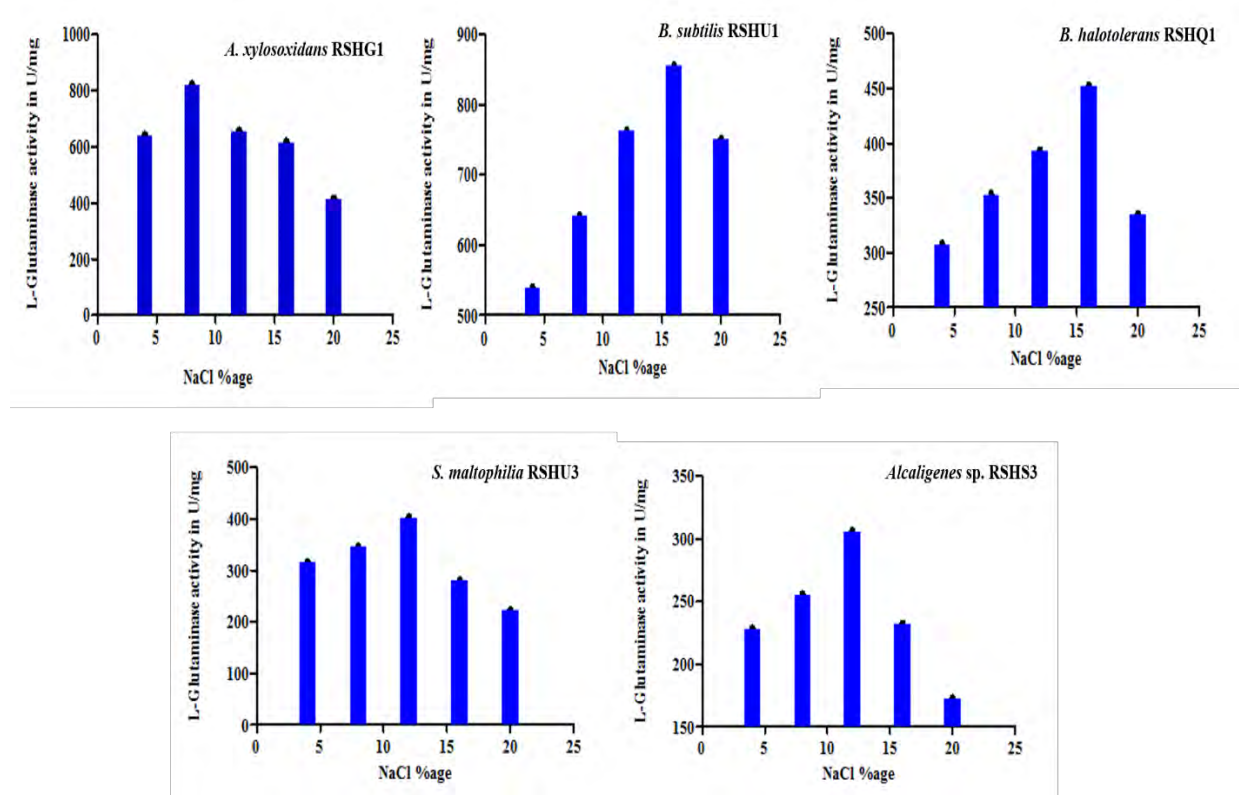 A. xylosoxidans RSHG1
L-Glutaminase activity in U/mg
1000
800
600
400
200
0
0 5 10 15 20 25
NaCl %age
B. subtilis RSHU1
L-Glutaminase activity in U/mg
900
800
700
600
500
0 5 10 15 20 25
NaCl %age
B. halotolerans RSHQ1
L-Glutaminase activity in U/mg
500
450
400
350
300
250
0 5 10 15 20 25
NaCl %age
S. maltophilia RSHU3
L-Glutaminase activity in U/mg
500
400
300
200
100
0
0 5 10 15 20 25
NaCl %age
Alcaligenes sp. RSHS3
L-Glutaminase activity in U/mg
350
300
250
200
150
0 5 10 15 20 25
NaCl %age